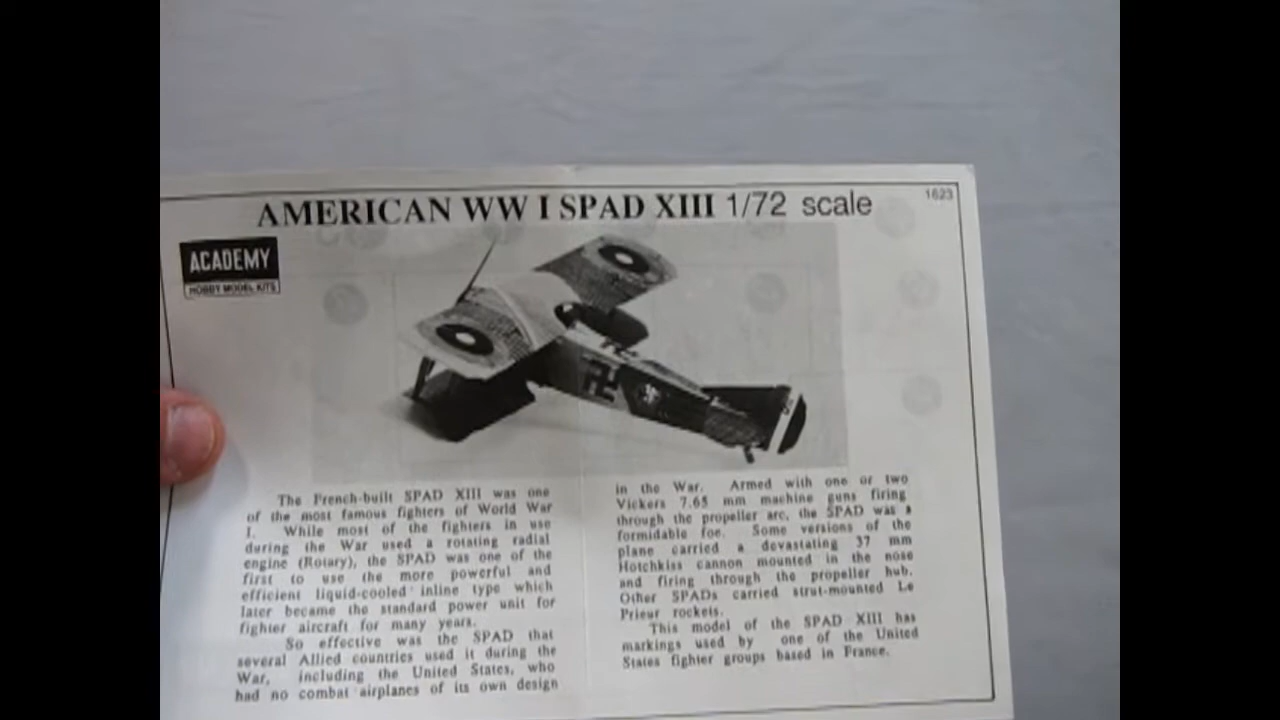 AMERICAN WW I SPAD XIII 1/72 scale
1623
ACADEMY
HOBBY MODEL KITS
The French-built SPAD XIII was one
of the most famous fighters of World War
I. While most of the fighters in use
during the War used a rotating radial
engine (Rotary), the SPAD was one of the
first to use the more powerful and
efficient liquid-cooled inline type which
later became the standard power unit for
fighter aircraft for many years.
So effective was the SPAD that
several Allied countries used it during the
War, including the United States, who
had no combat airplanes of its own design
in the War. Armed with one or two
Vickers 7.65 mm machine guns firing
through the propeller arc, the SPAD was a
formidable foe. Some versions of the
plane carried a devastating 37 mm
Hotchkiss cannon mounted in the nose
and firing through the propeller hub.
Other SPADs carried strut-mounted Le
Prieur rockets.
This model of the SPAD XIII has
markings used by one of the United
States fighter groups based in France.